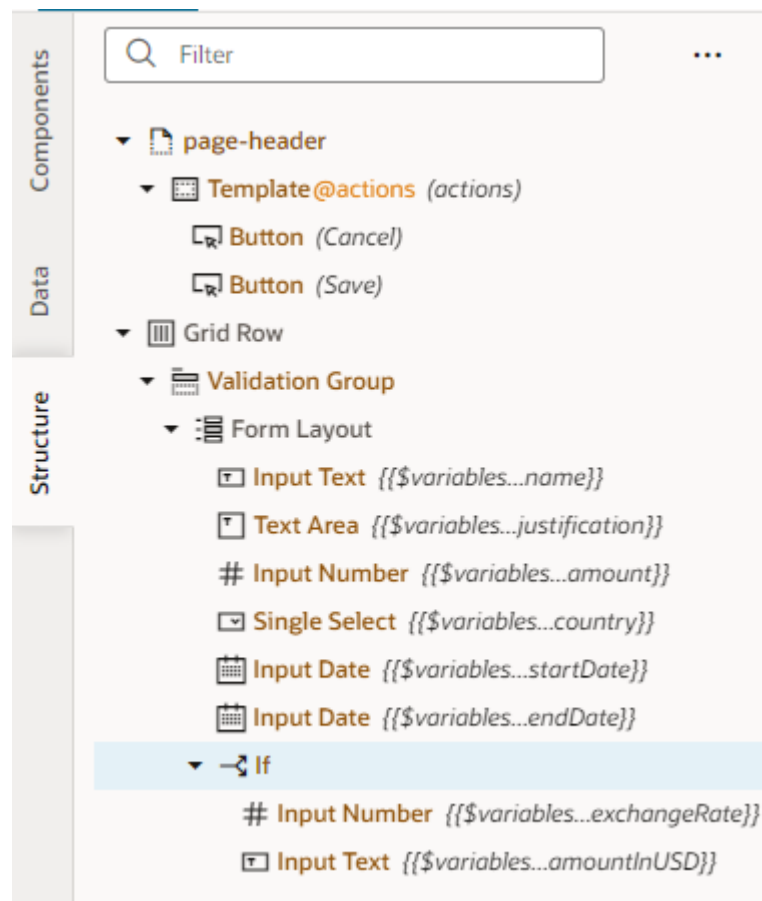 Components
Data
Structure
Filter
...
page-header
Template@actions (actions)
Button (Cancel)
Button (Save)
Grid Row
Validation Group
Form Layout
Input Text {{$variables...name}}
Text Area {{$variables...justification}}
# Input Number {{$variables...amount}}
Single Select {{$variables...country}}
Input Date {{$variables...startDate}}
Input Date {{$variables...endDate}}
If
# Input Number {{$variables...exchangeRate}}
Input Text {{$variables...amountInUSD}}